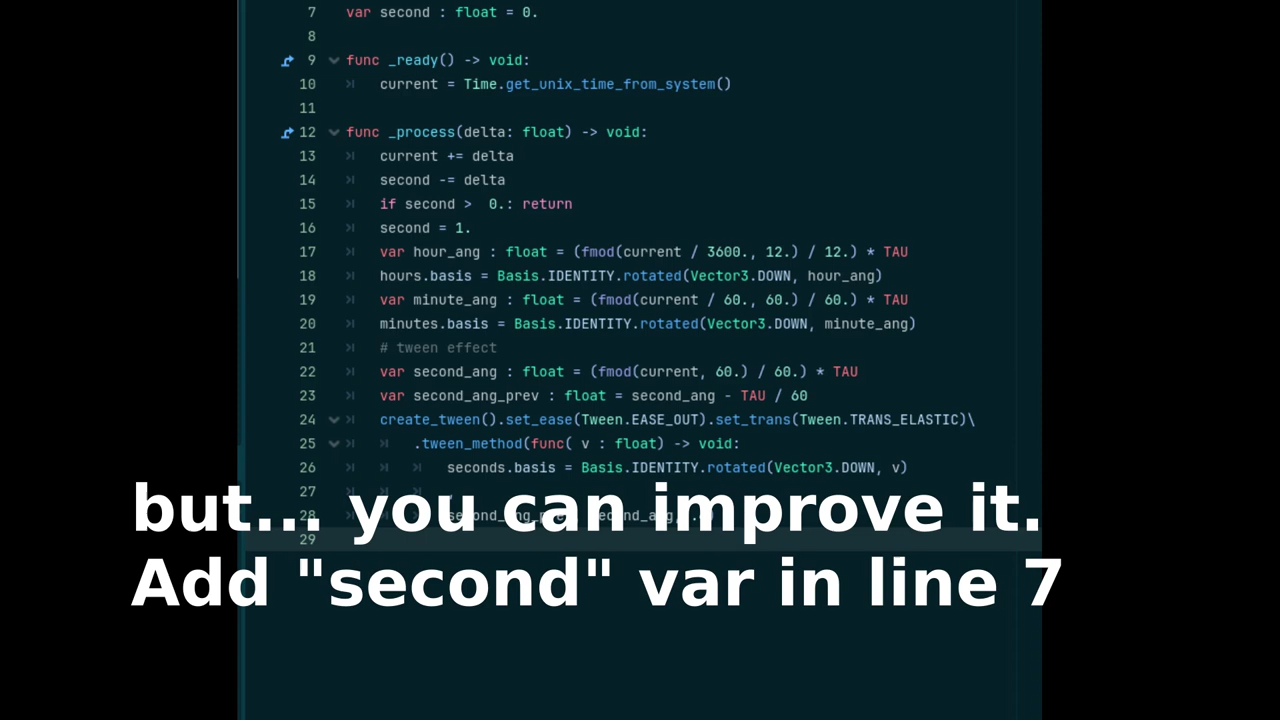 7 var second : float = 0.
8
9 func _ready() -> void:
10 current = Time.get_unix_time_from_system()
11
12 func _process(delta: float) -> void:
13 current += delta
14 second -= delta
15 if second >  0.: return
16 second = 1.
17 var hour_ang : float = (fmod(current / 3600., 12.) / 12.) * TAU
18 hours.basis = Basis.IDENTITY.rotated(Vector3.DOWN, hour_ang)
19 var minute_ang : float = (fmod(current / 60., 60.) / 60.) * TAU
20 minutes.basis = Basis.IDENTITY.rotated(Vector3.DOWN, minute_ang)
21 # tween effect
22 var second_ang : float = (fmod(current, 60.) / 60.) * TAU
23 var second_ang_prev : float = second_ang - TAU / 60
24 create_tween().set_ease(Tween.EASE_OUT).set_trans(Tween.TRANS_ELASTIC)\
25 .tween_method(func( v : float) -> void:
26 seconds.basis = Basis.IDENTITY.rotated(Vector3.DOWN, v)
27 ,
28
29
but... you can improve it.
Add "second" var in line 7